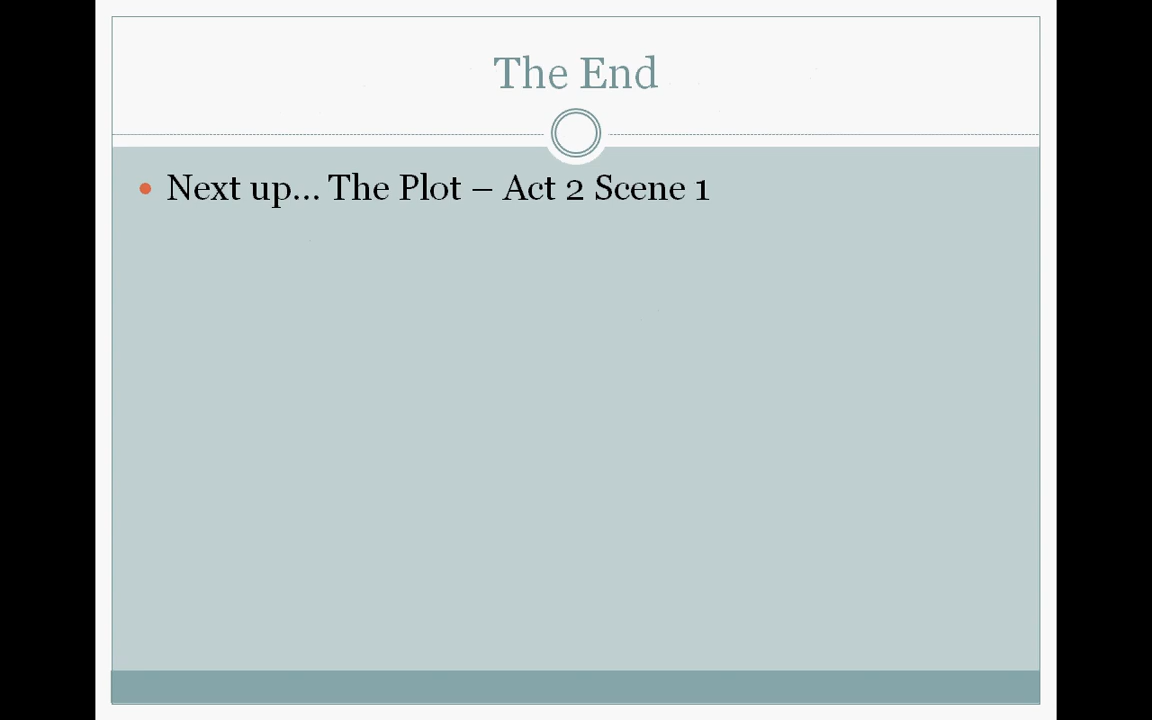 The End
Next up... The Plot – Act 2 Scene 1